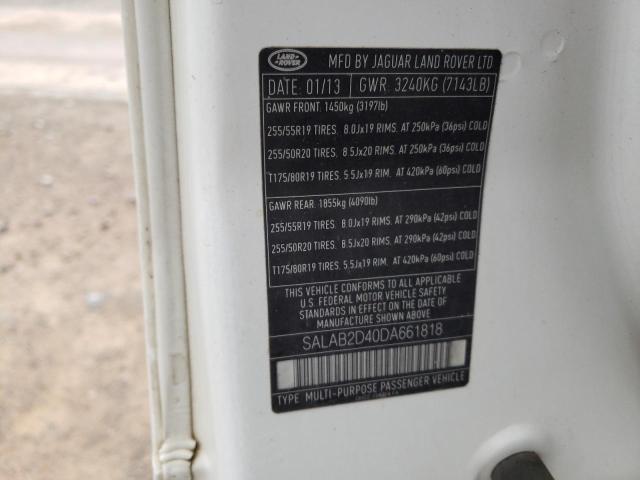 LAND ROVER
MFD BY JAGUAR LAND ROVER LTD
DATE: 01/13 GWR: 3240KG (7143LB)
GAWR FRONT. 1450kg (3197lb)
255/55R19 TIRES. 8.0Jx19 RIMS. AT 250kPa (36psi) COLD
255/50R20 TIRES. 8.5Jx20 RIMS. AT 250kPa (36psi) COLD
T175/80R19 TIRES. 5.5Jx19 RIM. AT 420kPa (60psi) COLD
GAWR REAR. 1855kg (4090lb)
255/55R19 TIRES. 8.0Jx19 RIMS. AT 290kPa (42psi) COLD
255/50R20 TIRES. 8.5Jx20 RIMS. AT 290kPa (42psi) COLD
T175/80R19 TIRES. 5.5Jx19 RIM. AT 420kPa (60psi) COLD
THIS VEHICLE CONFORMS TO ALL APPLICABLE
U.S. FEDERAL MOTOR VEHICLE SAFETY
STANDARDS IN EFFECT ON THE DATE OF
MANUFACTURE SHOWN ABOVE
SALAB2D40DA661818
TYPE MULTI-PURPOSE PASSENGER VEHICLE